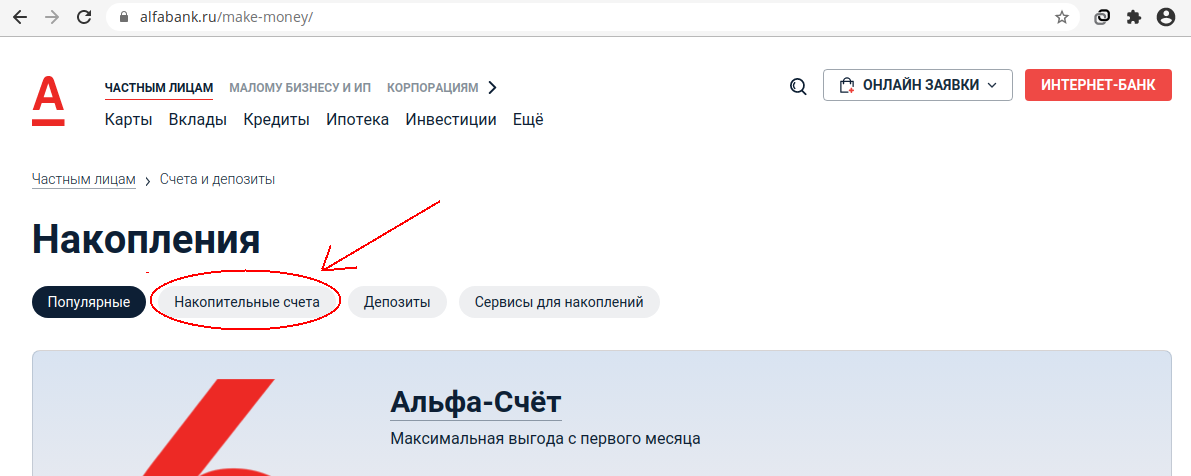 alfabank.ru/make-money/
А
ЧАСТНЫМ ЛИЦАМ МАЛОМУ БИЗНЕСУ И ИП КОРПОРАЦИЯМ
ОНЛАЙН ЗАЯВКИ
ИНТЕРНЕТ-БАНК
Карты Вклады Кредиты Ипотека Инвестиции Ещё
Частным лицам › Счета и депозиты
Накопления
Популярные Накопительные счета Депозиты Сервисы для накоплений
6
Альфа-Счёт
Максимальная выгода с первого месяца